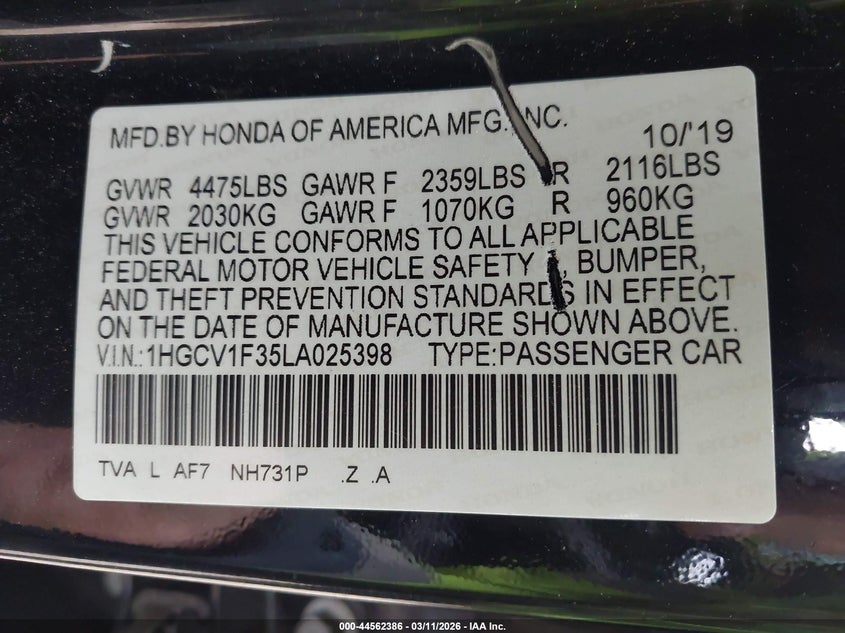 MFD.BY HONDA OF AMERICA MFG. INC. 10/'19
GVWR 4475LBS GAWR F 2359LBS R 2116LBS
GVWR 2030KG GAWR F 1070KG R 960KG
THIS VEHICLE CONFORMS TO ALL APPLICABLE
FEDERAL MOTOR VEHICLE SAFETY , BUMPER,
AND THEFT PREVENTION STANDARDS IN EFFECT
ON THE DATE OF MANUFACTURE SHOWN ABOVE.
V.I.N.:1HGCV1F35LA025398 TYPE:PASSENGER CAR
TVA L AF7 NH731P .Z .A
000-44562386 - 03/11/2026 - IAA Inc.